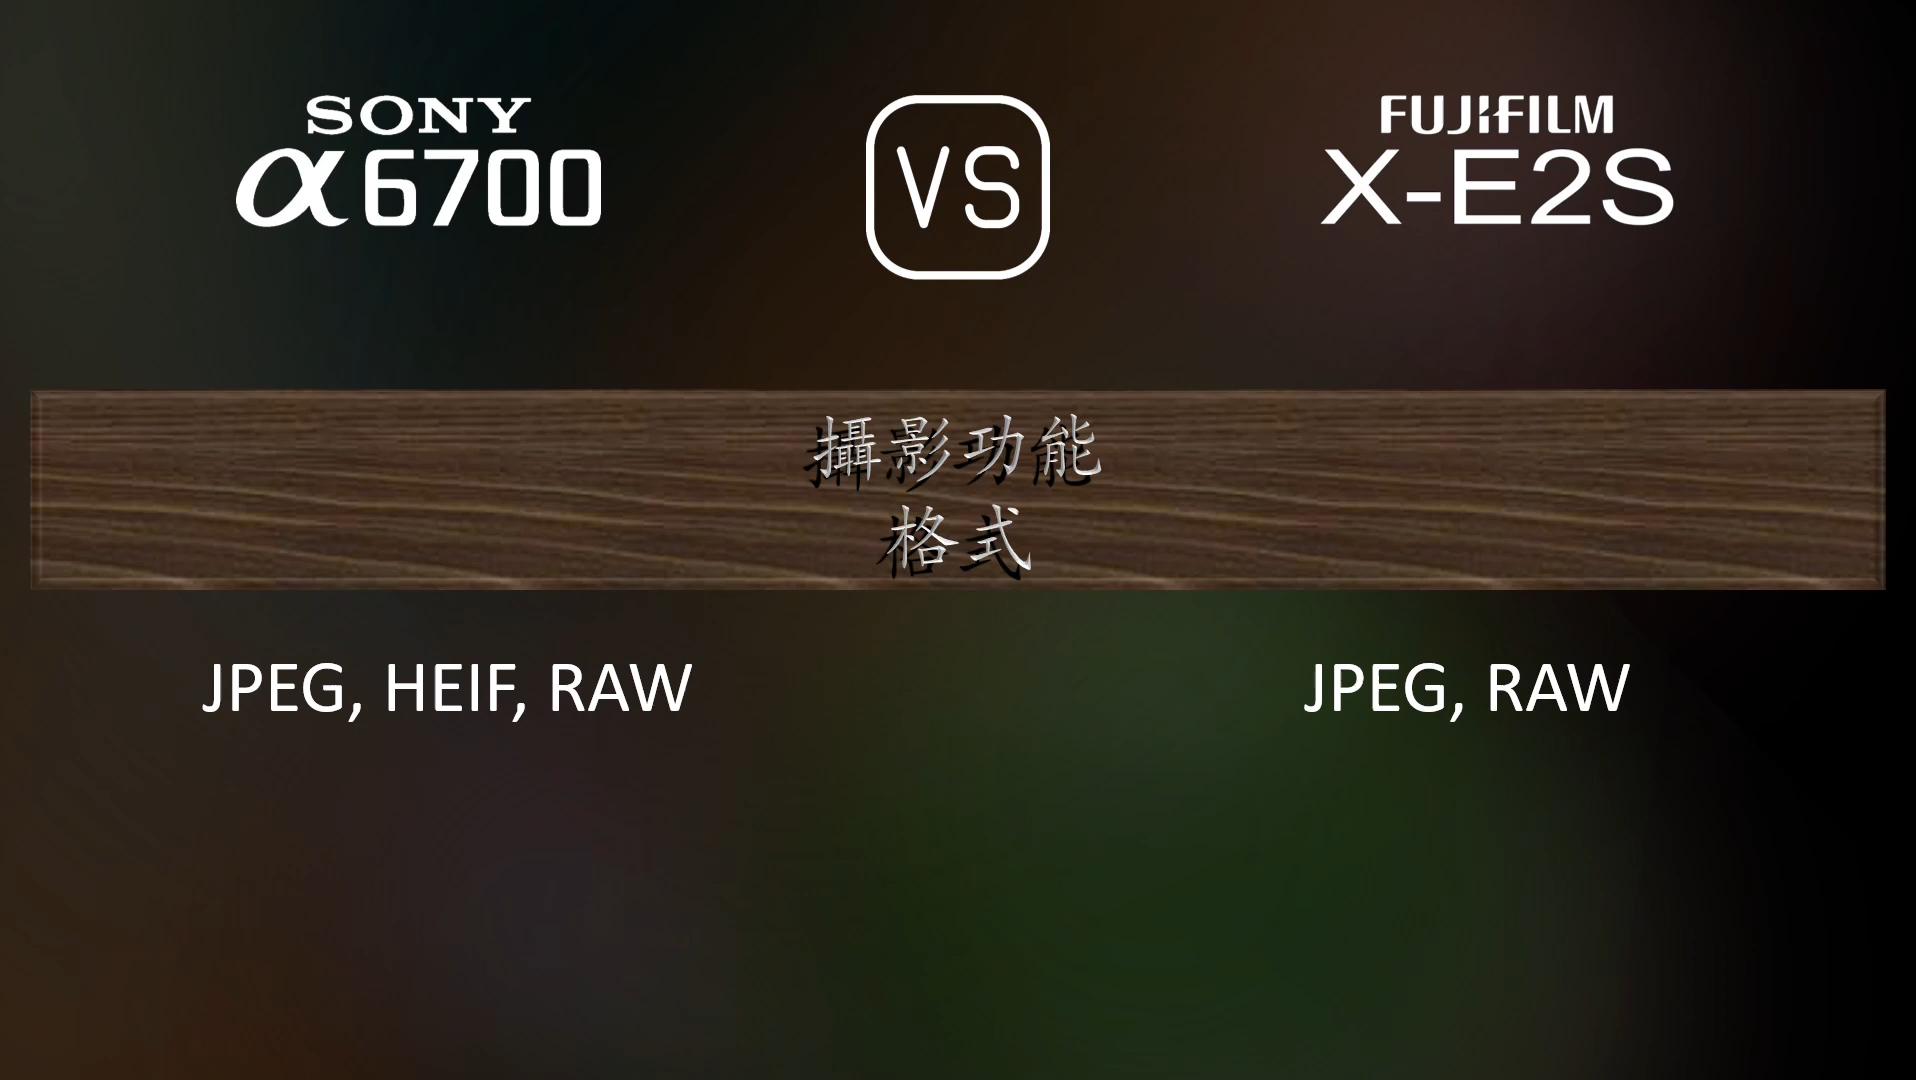 SONY
α6700
VS
FUJIFILM
X-E2S
攝影功能
格式
JPEG, HEIF, RAW
JPEG, RAW